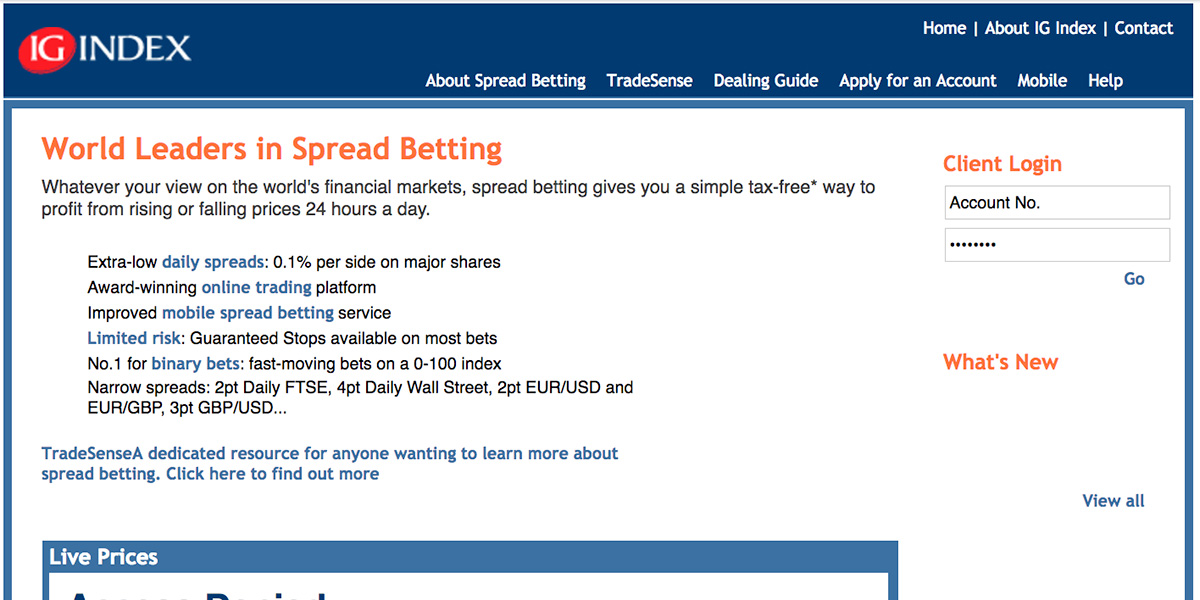 IG INDEX
Home | About IG Index | Contact
About Spread Betting TradeSense Dealing Guide Apply for an Account Mobile Help
World Leaders in Spread Betting
Whatever your view on the world's financial markets, spread betting gives you a simple tax-free* way to
profit from rising or falling prices 24 hours a day.
Extra-low daily spreads: 0.1% per side on major shares
Award-winning online trading platform
Improved mobile spread betting service
Limited risk: Guaranteed Stops available on most bets
No.1 for binary bets: fast-moving bets on a 0-100 index
Narrow spreads: 2pt Daily FTSE, 4pt Daily Wall Street, 2pt EUR/USD and
EUR/GBP, 3pt GBP/USD...
TradeSenseA dedicated resource for anyone wanting to learn more about
spread betting. Click here to find out more
Client Login
Account No.
••••••••
Go
What's New
View all
Live Prices
Access Denied